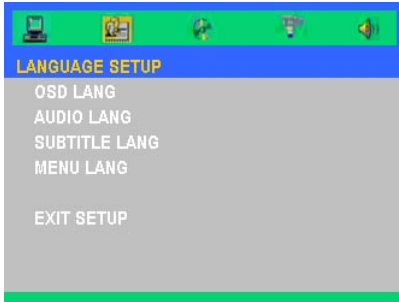 LANGUAGE SETUP
OSD LANG
AUDIO LANG
SUBTITLE LANG
MENU LANG
EXIT SETUP